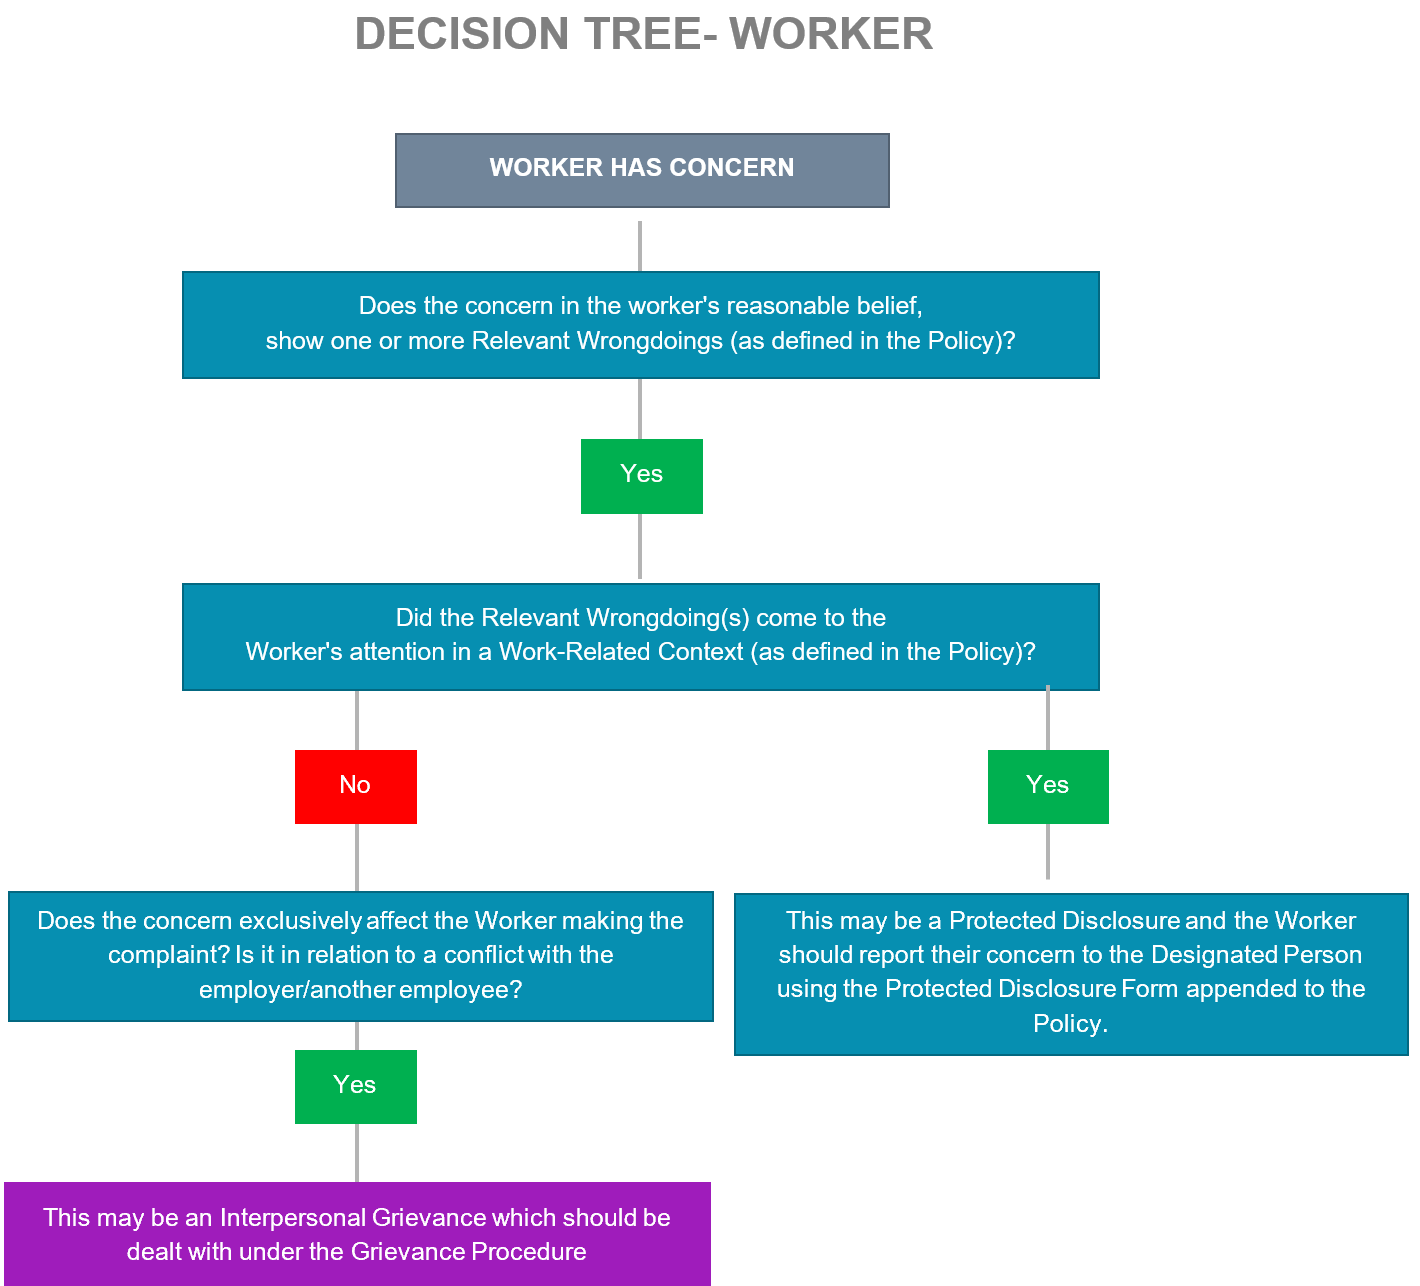 DECISION TREE- WORKER
WORKER HAS CONCERN
Does the concern in the worker's reasonable belief,
show one or more Relevant Wrongdoings (as defined in the Policy)?
Yes
Did the Relevant Wrongdoing(s) come to the
Worker's attention in a Work-Related Context (as defined in the Policy)?
No
Yes
Does the concern exclusively affect the Worker making the
complaint? Is it in relation to a conflict with the
employer/another employee?
This may be a Protected Disclosure and the Worker
should report their concern to the Designated Person
using the Protected Disclosure Form appended to the
Policy.
Yes
This may be an Interpersonal Grievance which should be
dealt with under the Grievance Procedure